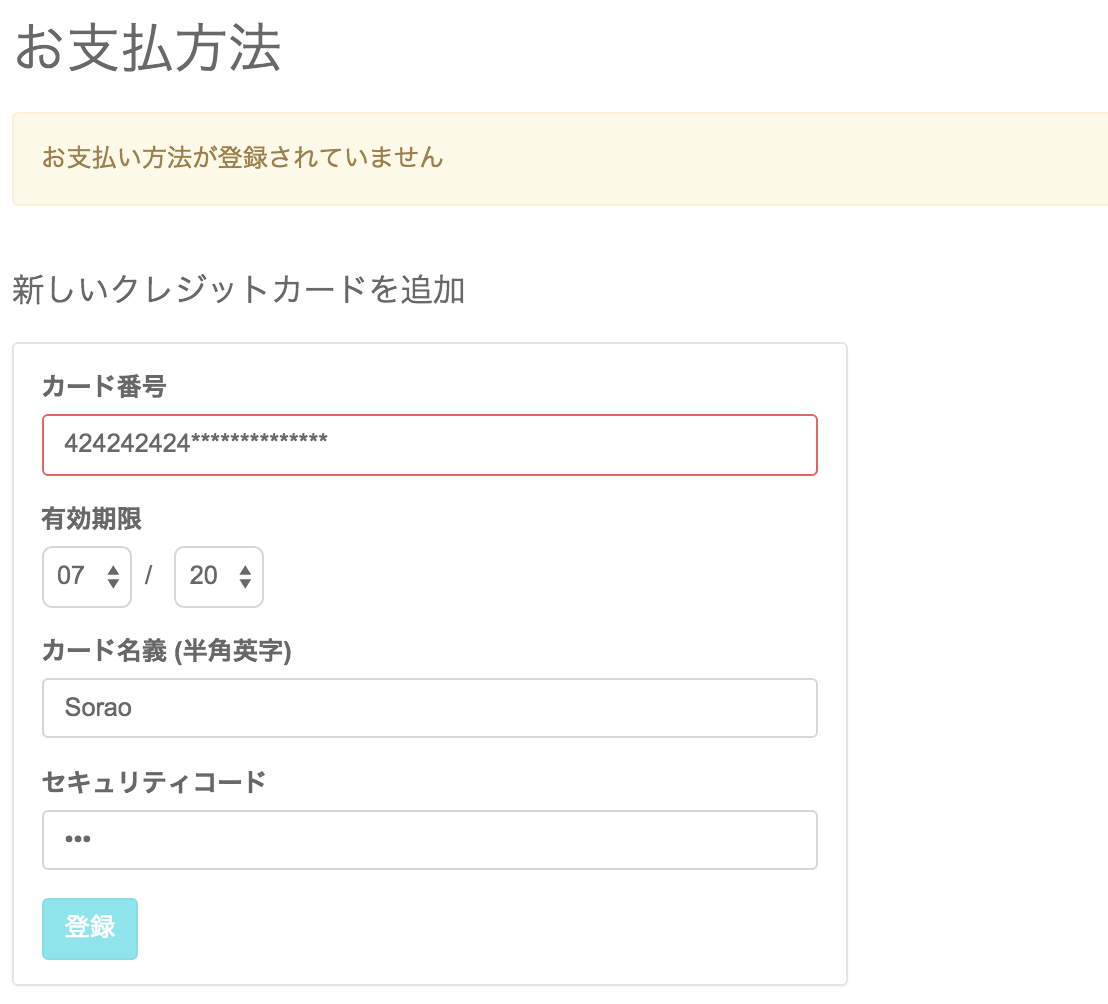 お支払方法
お支払い方法が登録されていません
新しいクレジットカードを追加
カード番号
424242424**************
有効期限
07 / 20
カード名義 (半角英字)
Sorao
セキュリティコード
•••
登録